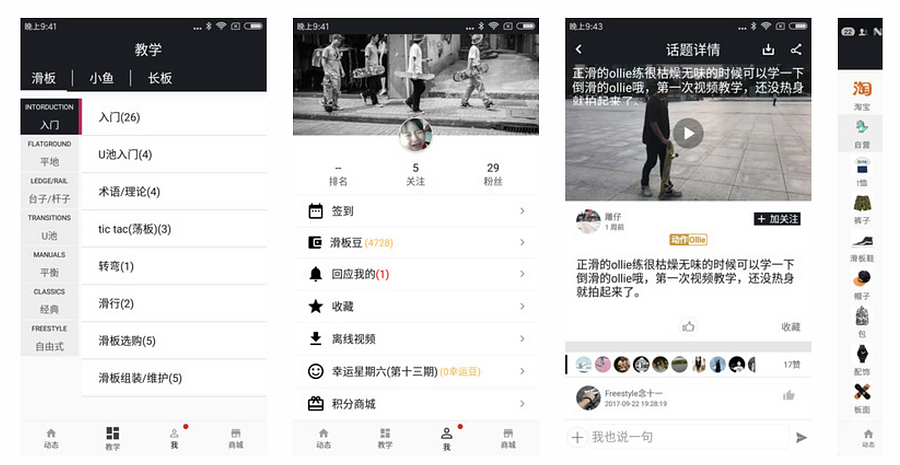 晚上9:41
教学
滑板
小鱼
长板
INTORDUCTION
入门
FLATGROUND
平地
LEDGE/RAIL
台子/杆子
TRANSITIONS
U池
MANUALS
平衡
CLASSICS
经典
FREESTYLE
自由式
入门(26)
U池入门(4)
术语/理论(4)
tic tac(荡板)(3)
转弯(1)
滑行(2)
滑板选购(5)
滑板组装/维护(5)
动态
教学
我
商城
晚上9:41
--
排名
5
关注
29
粉丝
签到
滑板豆 (4728)
回应我的(1)
收藏
离线视频
幸运星期六(第十三期) (0幸运豆)
积分商城
动态
教学
我
商城
晚上9:43
话题详情
正滑的ollie练很枯燥无味的时候可以学一下
倒滑的ollie哦，第一次视频教学，还没热身
就拍起来了。
雕仔
1 周前
+ 加关注
动作 Ollie
正滑的ollie练很枯燥无味的时候可以学一下
倒滑的ollie哦，第一次视频教学，还没热身
就拍起来了。
收藏
17赞
Freestyle念十一
2017-09-22 19:28:19
我也说一句
22
淘
淘宝
自营
t恤
裤子
滑板鞋
帽子
包
配饰
板面
动态